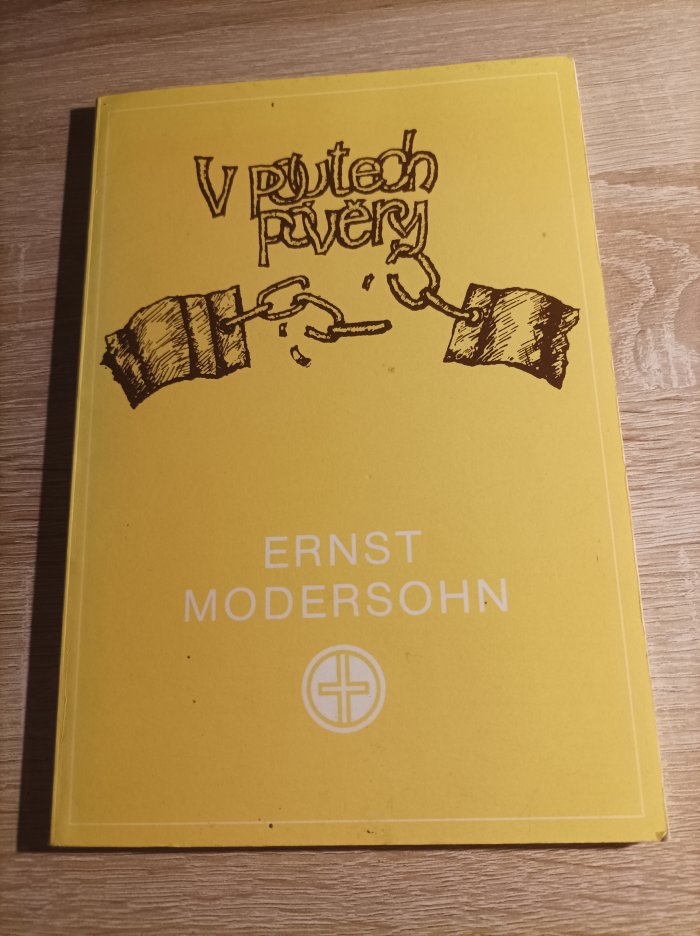 V poutech
pověry
ERNST
MODERSOHN